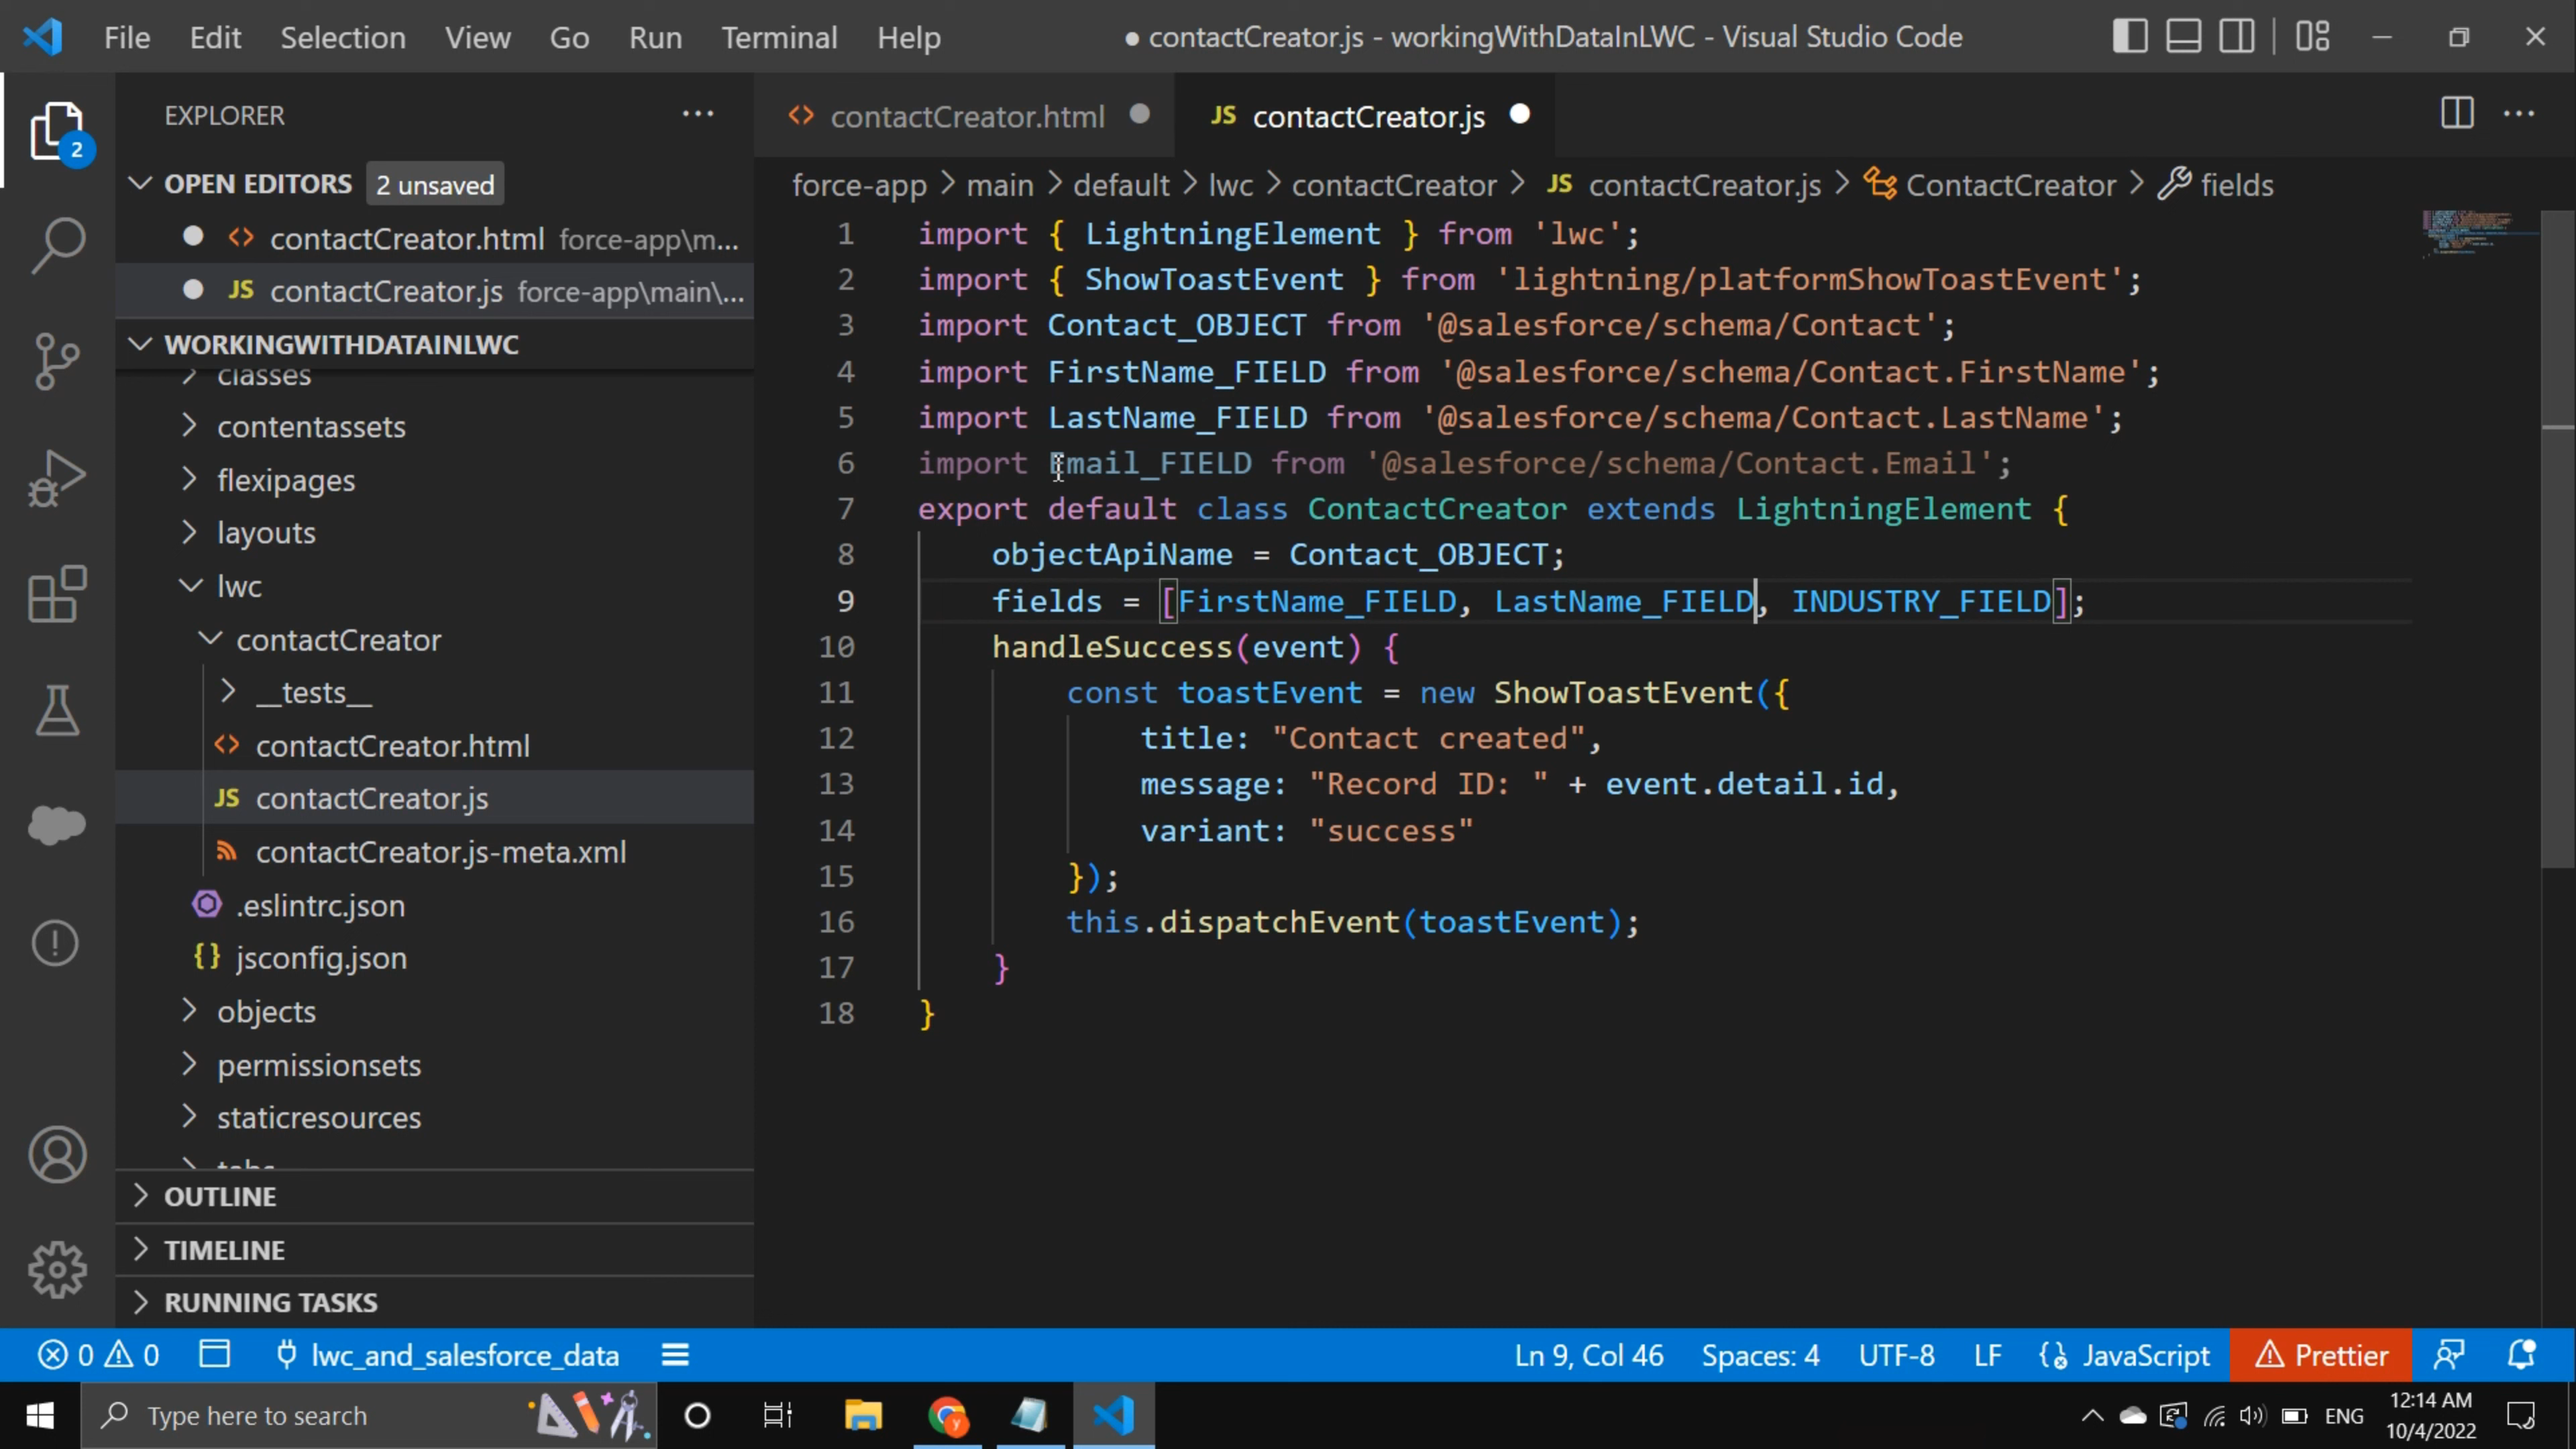 File Edit Selection View Go Run Terminal Help
● contactCreator.js - workingWithDataInLWC - Visual Studio Code
EXPLORER
contactCreator.html
JS contactCreator.js
2
OPEN EDITORS 2 unsaved
contactCreator.html force-app\m...
JS contactCreator.js force-app\main\...
WORKINGWITHDATAINLWC
classes
contentassets
flexipages
layouts
lwc
contactCreator
__tests__
contactCreator.html
JS contactCreator.js
contactCreator.js-meta.xml
.eslintrc.json
{} jsconfig.json
objects
permissionsets
staticresources
tabs
OUTLINE
TIMELINE
RUNNING TASKS
force-app > main > default > lwc > contactCreator > JS contactCreator.js > ContactCreator > fields
1 import { LightningElement } from 'lwc';
2 import { ShowToastEvent } from 'lightning/platformShowToastEvent';
3 import Contact_OBJECT from '@salesforce/schema/Contact';
4 import FirstName_FIELD from '@salesforce/schema/Contact.FirstName';
5 import LastName_FIELD from '@salesforce/schema/Contact.LastName';
6 import Email_FIELD from '@salesforce/schema/Contact.Email';
7 export default class ContactCreator extends LightningElement {
8 objectApiName = Contact_OBJECT;
9 fields = [FirstName_FIELD, LastName_FIELD, INDUSTRY_FIELD];
10 handleSuccess(event) {
11 const toastEvent = new ShowToastEvent({
12 title: "Contact created",
13 message: "Record ID: " + event.detail.id,
14 variant: "success"
15 });
16 this.dispatchEvent(toastEvent);
17 }
18 }
0 0 lwc_and_salesforce_data
Ln 9, Col 46 Spaces: 4 UTF-8 LF JavaScript Prettier
Type here to search
ENG
12:14 AM
10/4/2022